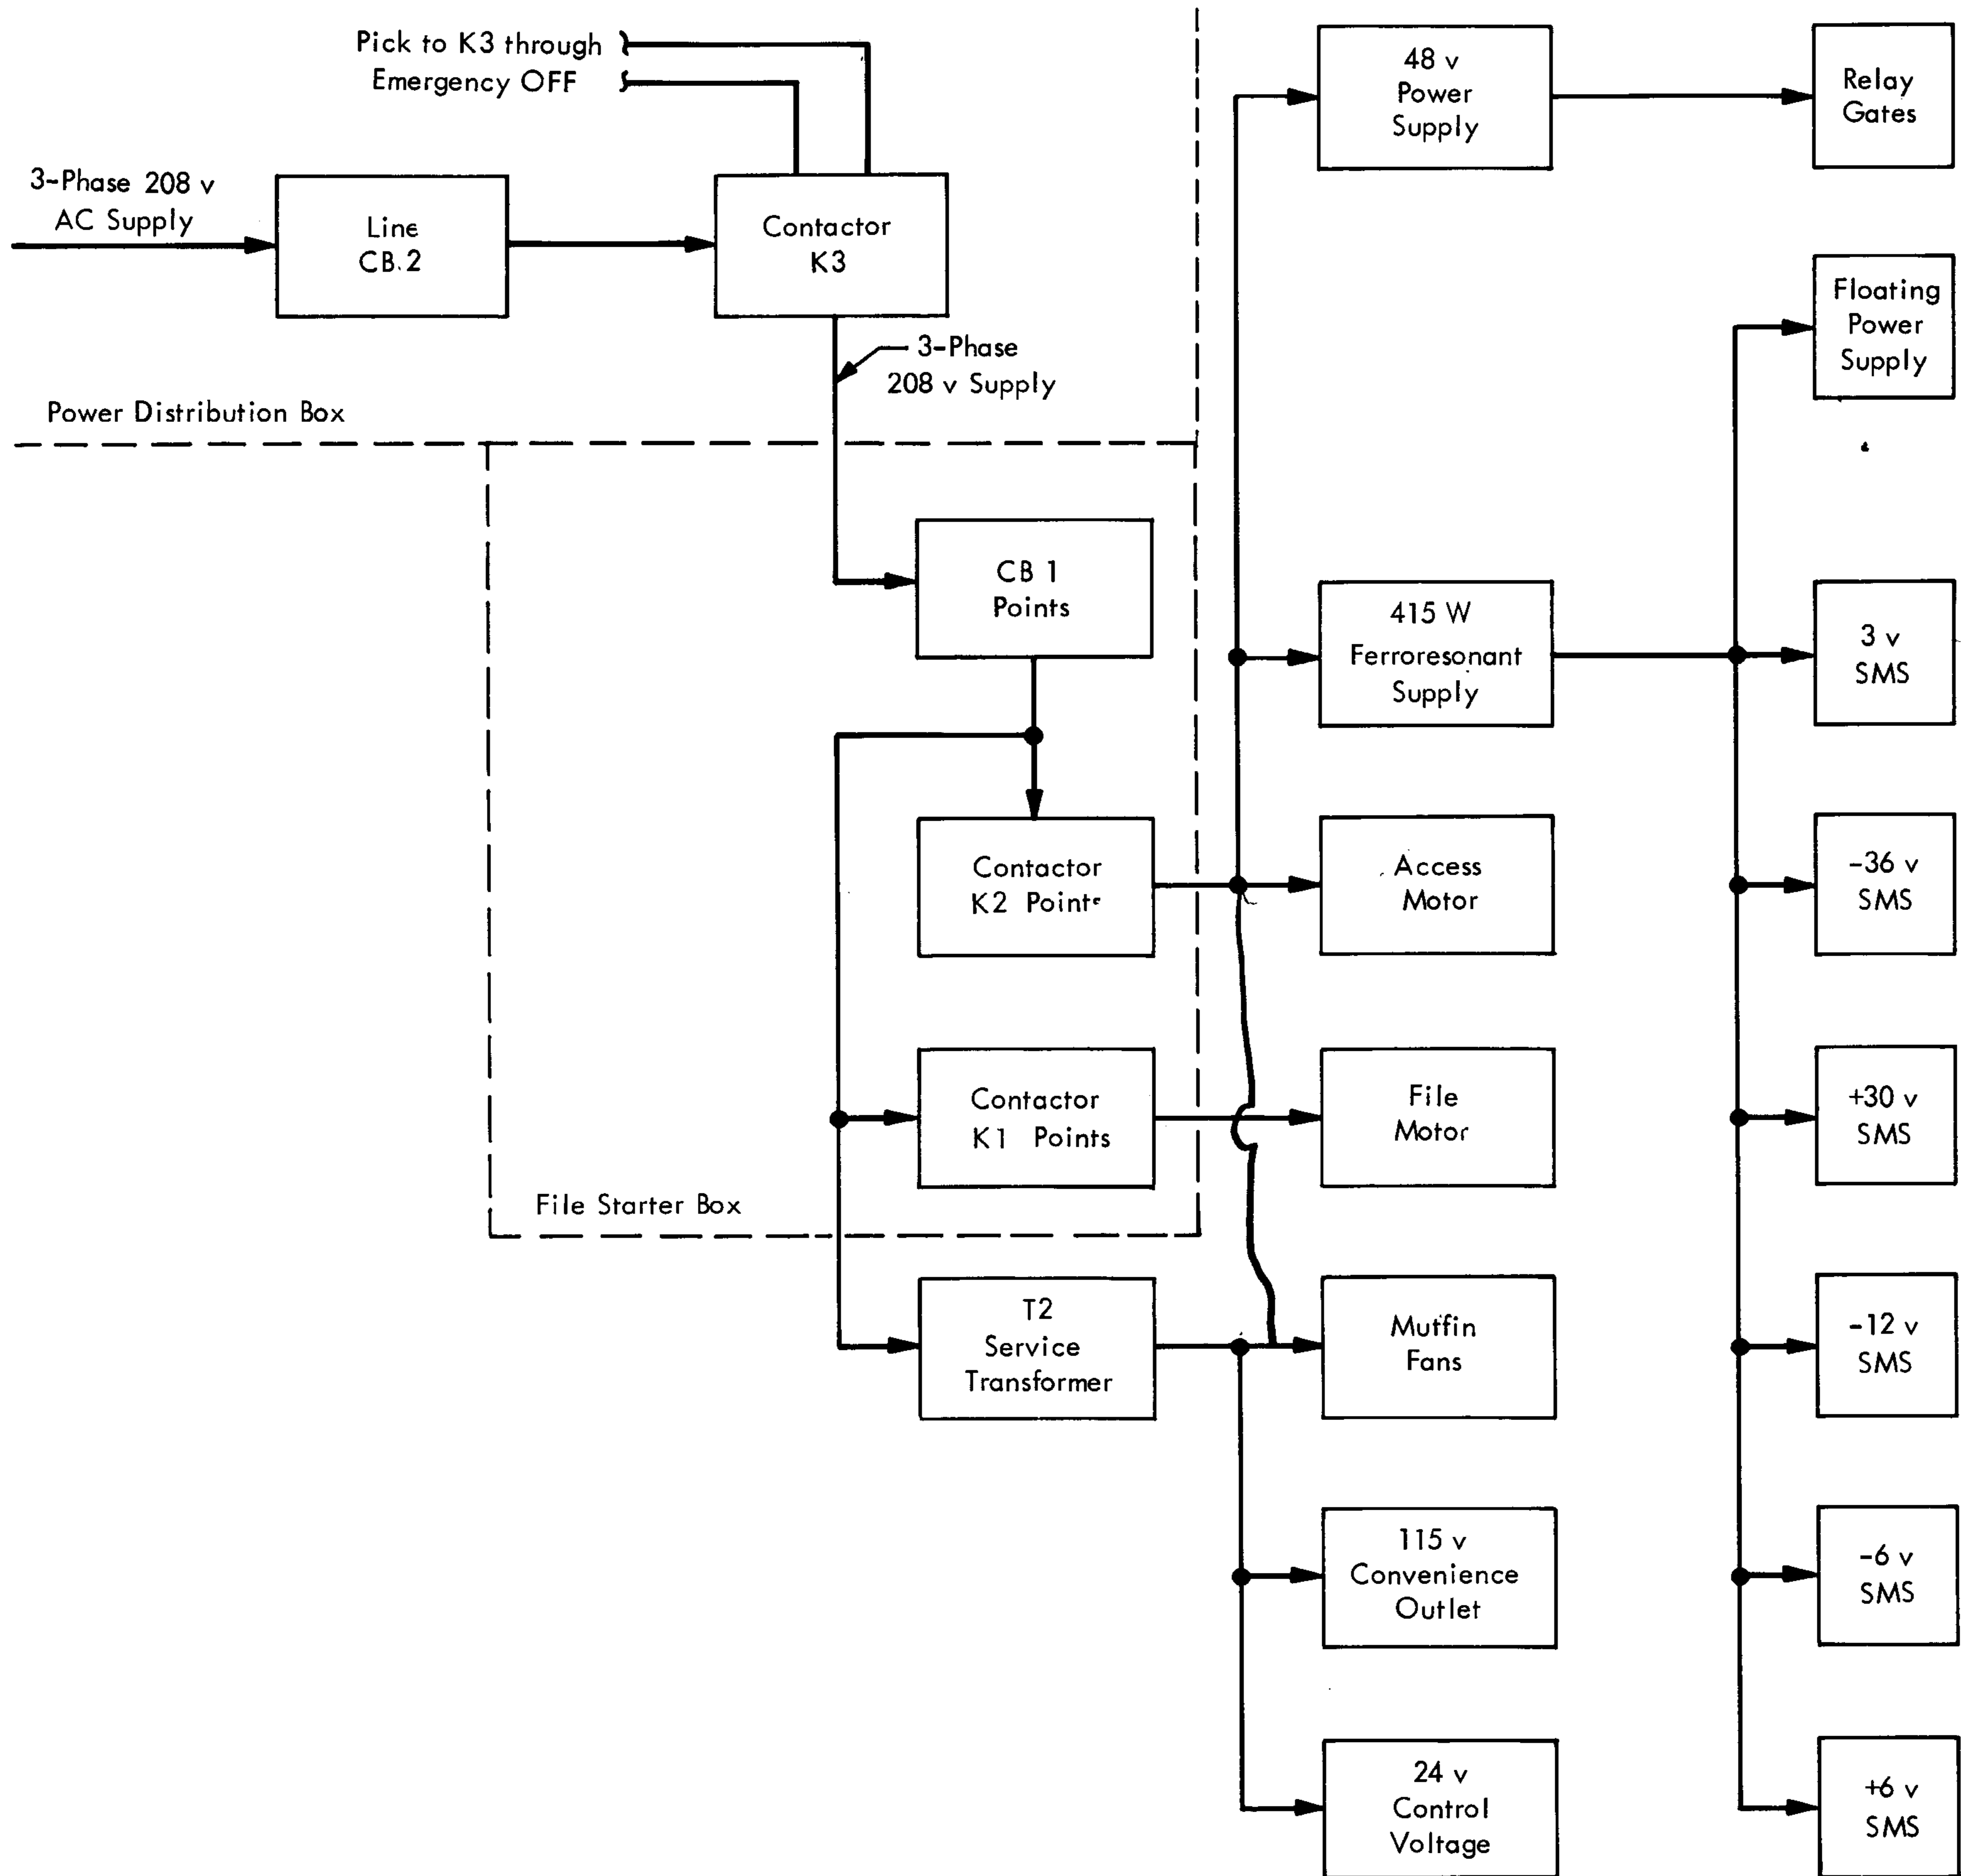 Pick to K3 through
Emergency OFF
3-Phase 208 v
AC Supply
Line
CB.2
Contactor
K3
3-Phase
208 v Supply
Power Distribution Box
CB 1
Points
Contactor
K2 Points
Contactor
K1 Points
File Starter Box
T2
Service
Transformer
48 v
Power
Supply
415 W
Ferroresonant
Supply
Access
Motor
File
Motor
Muffin
Fans
115 v
Convenience
Outlet
24 v
Control
Voltage
Relay
Gates
Floating
Power
Supply
3 v
SMS
-36 v
SMS
+30 v
SMS
-12 v
SMS
-6 v
SMS
+6 v
SMS